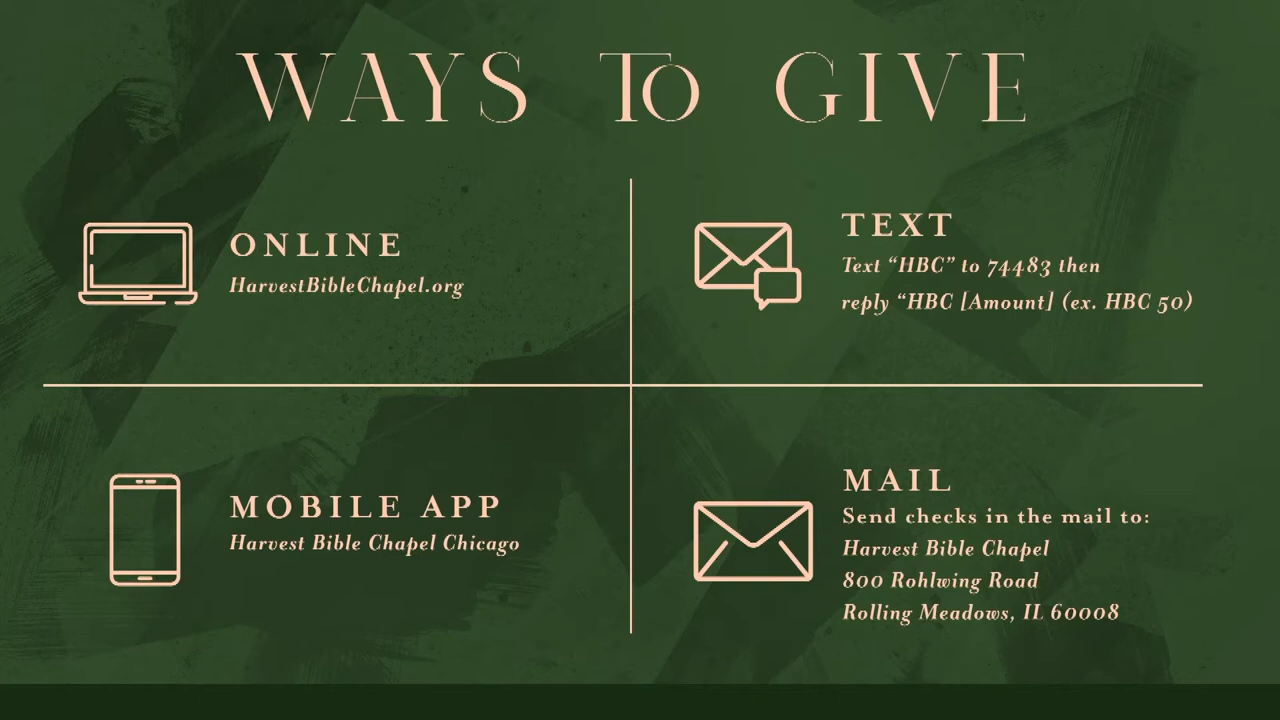 WAYS To GIVE
ONLINE
HarvestBibleChapel.org
TEXT
Text “HBC” to 74483 then
reply “HBC [Amount] (ex. HBC 50)
MOBILE APP
Harvest Bible Chapel Chicago
MAIL
Send checks in the mail to:
Harvest Bible Chapel
800 Rohlwing Road
Rolling Meadows, IL 60008